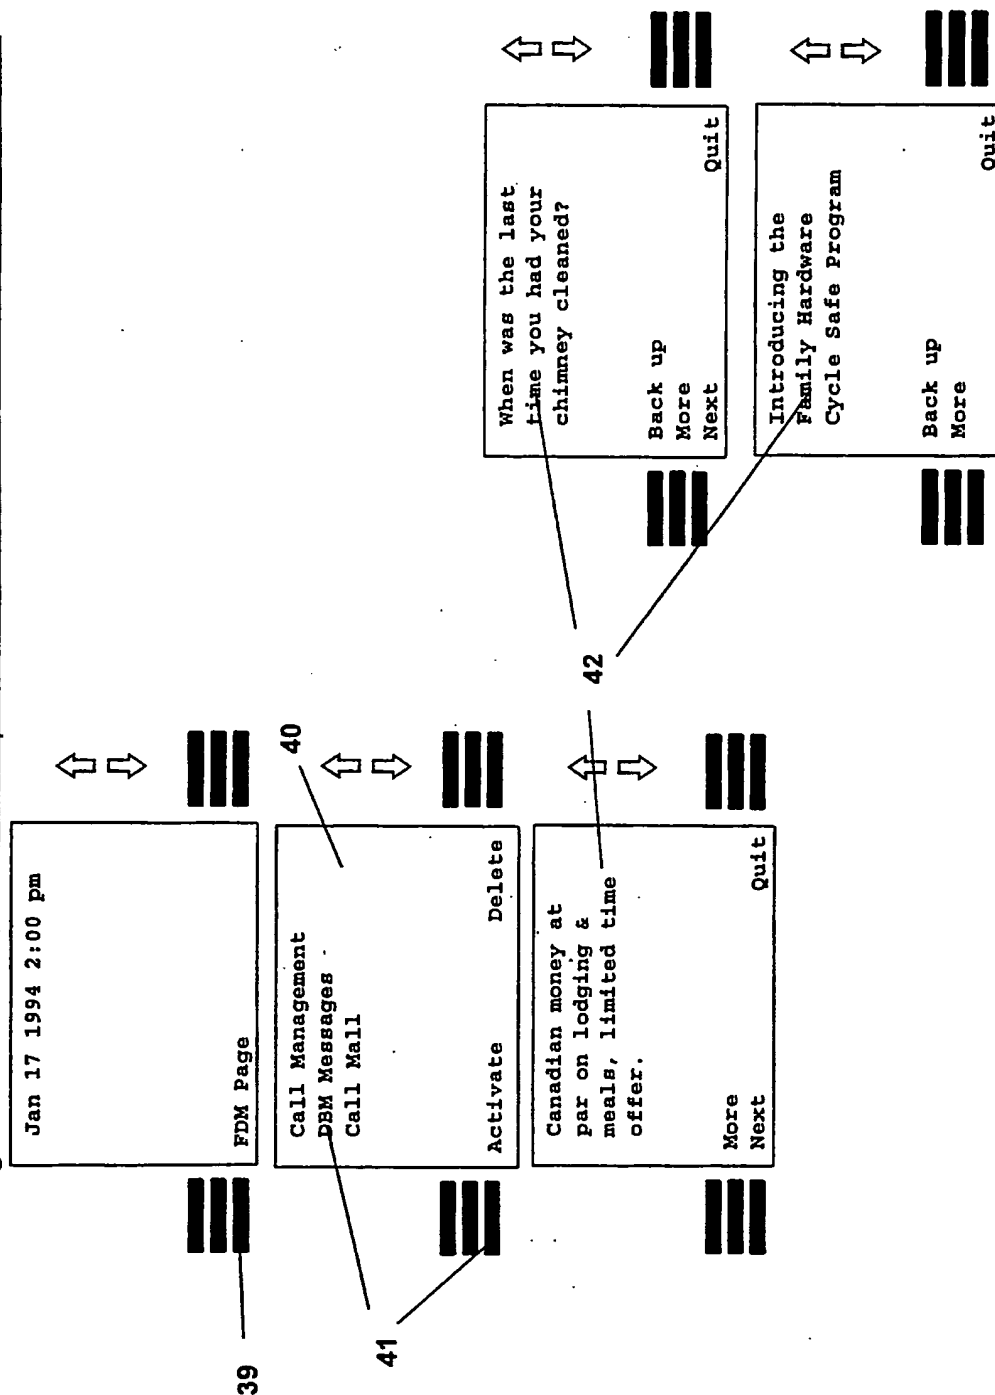 Jan 17 1994 2:00 pm
FDM Page
39
Call Management
DBM Messages
Call Mall
Activate Delete
40
41
Canadian money at
par on lodging &
meals, limited time
offer.
More
Next Quit
42
When was the last
time you had your
chimney cleaned?
Back up
More
Next Quit
Introducing the
Family Hardware
Cycle Safe Program
Back up
More
Quit